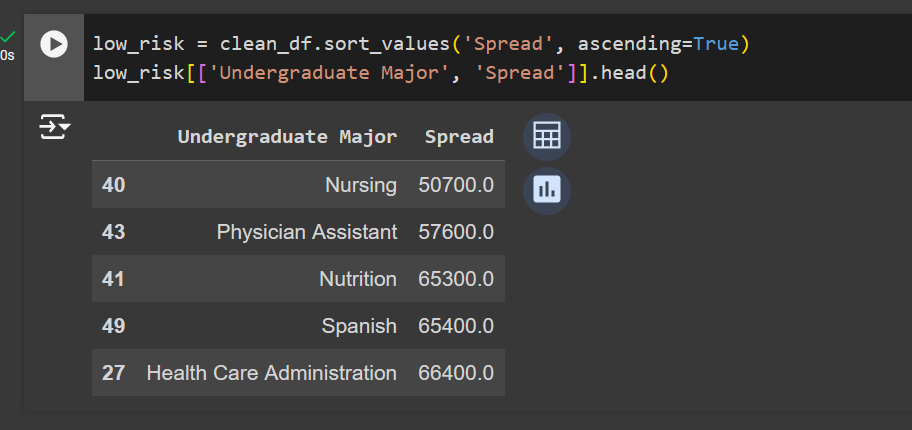 low_risk = clean_df.sort_values('Spread', ascending=True)
0s
low_risk[['Undergraduate Major', 'Spread']].head()
Undergraduate Major Spread
40 Nursing 50700.0
43 Physician Assistant 57600.0
41 Nutrition 65300.0
49 Spanish 65400.0
27 Health Care Administration 66400.0